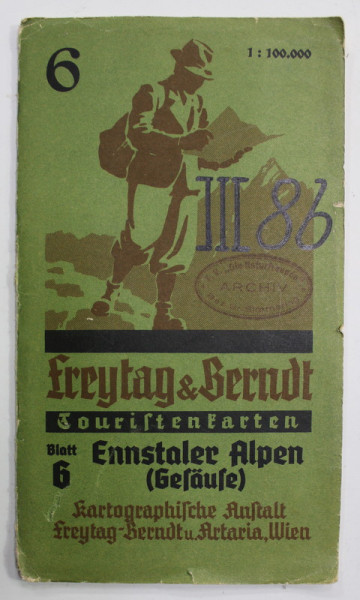 6
1 : 100.000
III 8b
ARCHIV
Freytag & Berndt
Touriſtenkarten
Blatt
6
Ennstaler Alpen
(Geſäuſe)
Kartographiſche Anſtalt
Freytag-Berndt u. Artaria, Wien